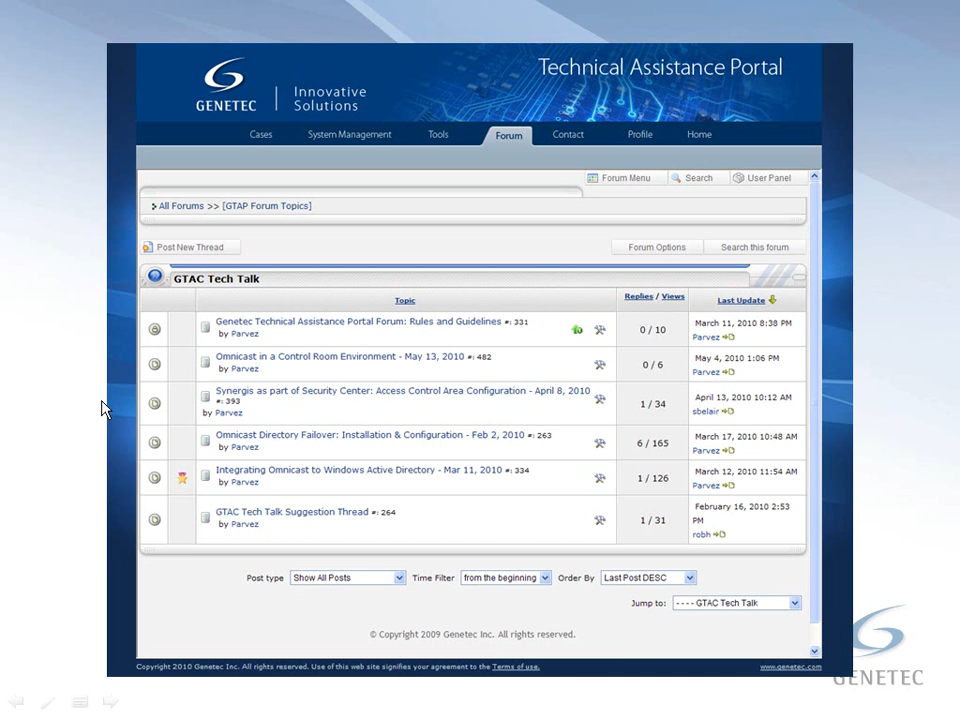 GENETEC
Innovative
Solutions
Technical Assistance Portal
Cases System Management Tools Forum Contact Profile Home
Forum Menu Search User Panel
All Forums >> [GTAP Forum Topics]
Post New Thread Forum Options Search this forum
GTAC Tech Talk
Topic Replies / Views Last Update
Genetec Technical Assistance Portal Forum: Rules and Guidelines #: 331
by Parvez
0 / 10
March 11, 2010 8:38 PM
Parvez
Omnicast in a Control Room Environment - May 13, 2010 #: 482
by Parvez
0 / 6
May 4, 2010 1:06 PM
Parvez
Synergis as part of Security Center: Access Control Area Configuration - April 8, 2010
#: 393
by Parvez
1 / 34
April 13, 2010 10:12 AM
sbelair
Omnicast Directory Failover: Installation & Configuration - Feb 2, 2010 #: 263
by Parvez
6 / 165
March 17, 2010 10:48 AM
Parvez
Integrating Omnicast to Windows Active Directory - Mar 11, 2010 #: 334
by Parvez
1 / 126
March 12, 2010 11:54 AM
Parvez
GTAC Tech Talk Suggestion Thread #: 264
by Parvez
1 / 31
February 16, 2010 2:53
PM
robh
Post type Show All Posts Time Filter from the beginning Order By Last Post DESC
Jump to: ---- GTAC Tech Talk
© Copyright 2009 Genetec Inc. All rights reserved.
Copyright 2010 Genetec Inc. All rights reserved. Use of this web site signifies your agreement to the Terms of use. www.genetec.com
GENETEC